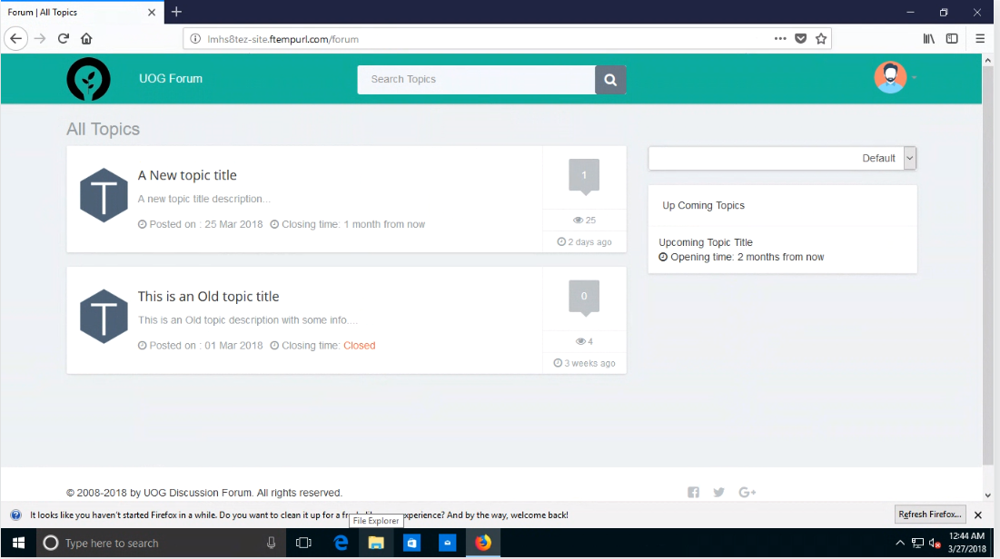 Forum | All Topics
lmhs8tez-site.ftempurl.com/forum
UOG Forum
Search Topics
All Topics
T
A New topic title
A new topic title description...
Posted on : 25 Mar 2018 Closing time: 1 month from now
1
25
2 days ago
Default
Up Coming Topics
Upcoming Topic Title
Opening time: 2 months from now
T
This is an Old topic title
This is an Old topic description with some info....
Posted on : 01 Mar 2018 Closing time: Closed
0
4
3 weeks ago
© 2008-2018 by UOG Discussion Forum. All rights reserved.
G+
It looks like you haven't started Firefox in a while. Do you want to clean it up for a experience? And by the way, welcome back!
Refresh Firefox...
File Explorer
Type here to search
12:44 AM
3/27/2018